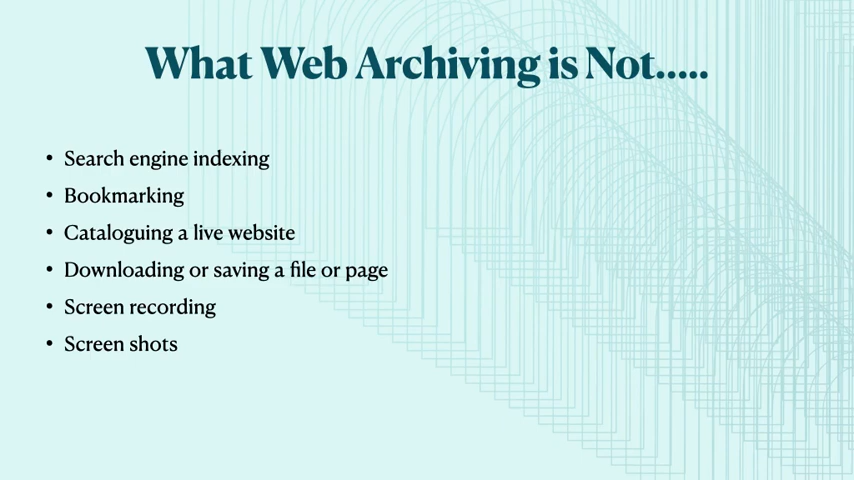 What Web Archiving is Not.....
• Search engine indexing
• Bookmarking
• Cataloguing a live website
• Downloading or saving a file or page
• Screen recording
• Screen shots